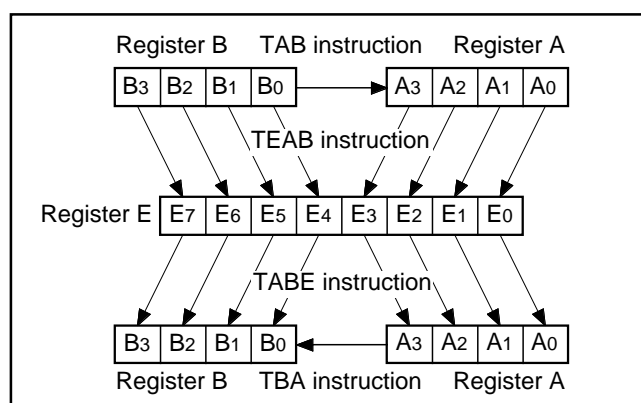 Register B TAB instruction Register A
B3 B2 B1 B0 A3 A2 A1 A0
TEAB instruction
Register E E7 E6 E5 E4 E3 E2 E1 E0
TABE instruction
B3 B2 B1 B0 A3 A2 A1 A0
Register B TBA instruction Register A